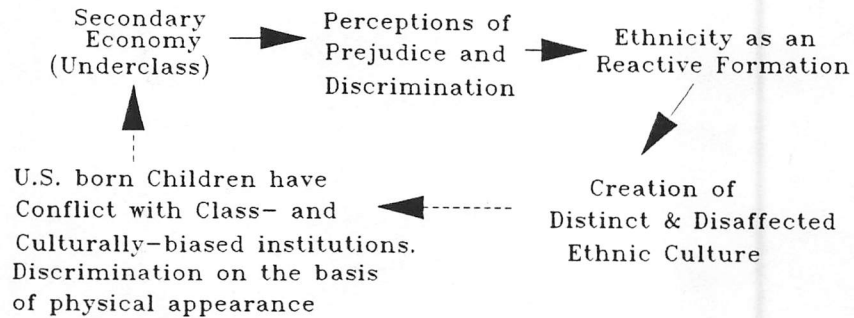 Secondary
Economy
(Underclass)
Perceptions of
Prejudice and
Discrimination
Ethnicity as an
Reactive Formation
Creation of
Distinct & Disaffected
Ethnic Culture
U.S. born Children have
Conflict with Class- and
Culturally-biased institutions.
Discrimination on the basis
of physical appearance